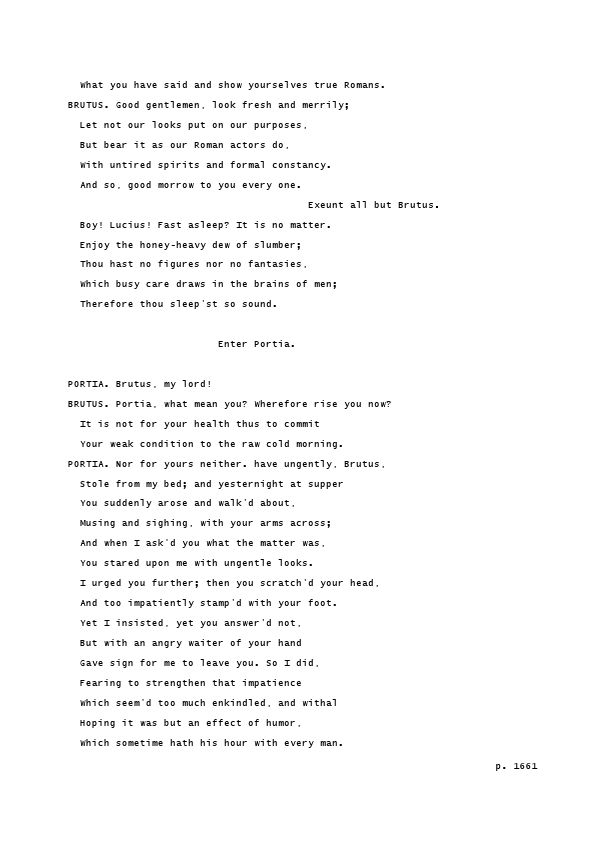 What you have said and show yourselves true Romans.
BRUTUS. Good gentlemen, look fresh and merrily;
Let not our looks put on our purposes,
But bear it as our Roman actors do,
With untired spirits and formal constancy.
And so, good morrow to you every one.
Exeunt all but Brutus.
Boy! Lucius! Fast asleep? It is no matter.
Enjoy the honey-heavy dew of slumber;
Thou hast no figures nor no fantasies,
Which busy care draws in the brains of men;
Therefore thou sleep'st so sound.
Enter Portia.
PORTIA. Brutus, my lord!
BRUTUS. Portia, what mean you? Wherefore rise you now?
It is not for your health thus to commit
Your weak condition to the raw cold morning.
PORTIA. Nor for yours neither. have ungently, Brutus,
Stole from my bed; and yesternight at supper
You suddenly arose and walk'd about,
Musing and sighing, with your arms across;
And when I ask'd you what the matter was,
You stared upon me with ungentle looks.
I urged you further; then you scratch'd your head,
And too impatiently stamp'd with your foot.
Yet I insisted, yet you answer'd not,
But with an angry waiter of your hand
Gave sign for me to leave you. So I did,
Fearing to strengthen that impatience
Which seem'd too much enkindled, and withal
Hoping it was but an effect of humor,
Which sometime hath his hour with every man.
p. 1661